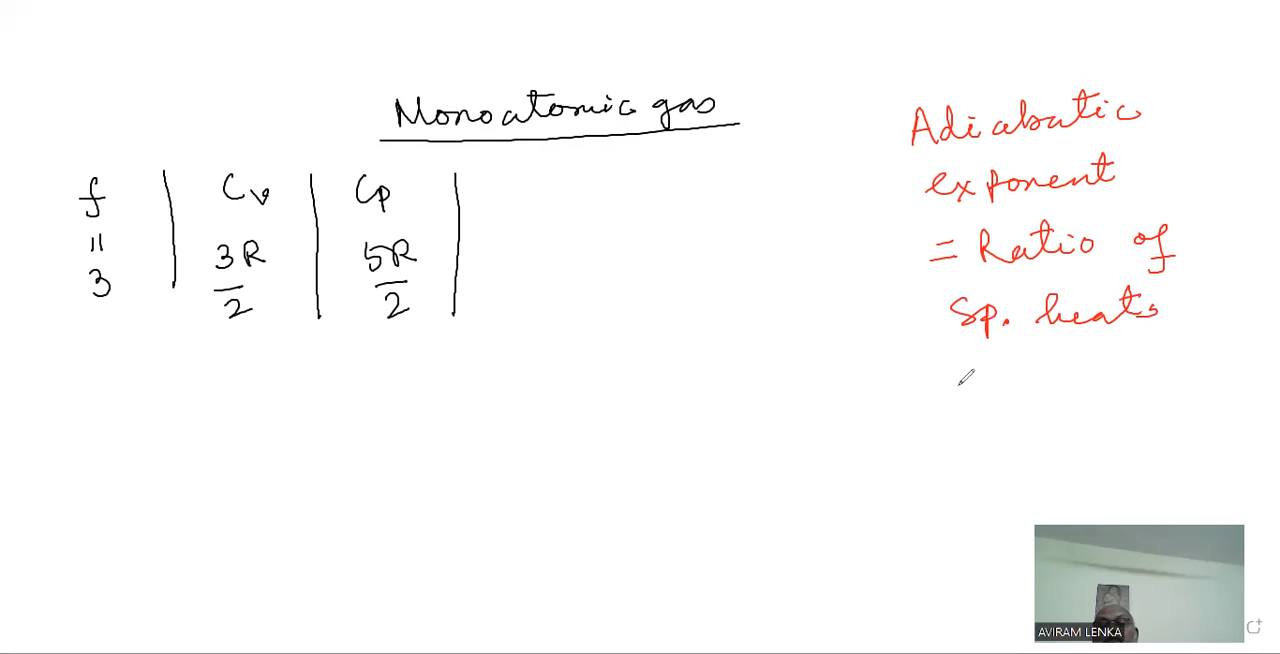 Monoatomic gas
f | Cv | Cp |
=
3 | 3R/2 | 5R/2 |
Adiabatic
exponent
= Ratio of
Sp. heats
AVIRAM LENKA